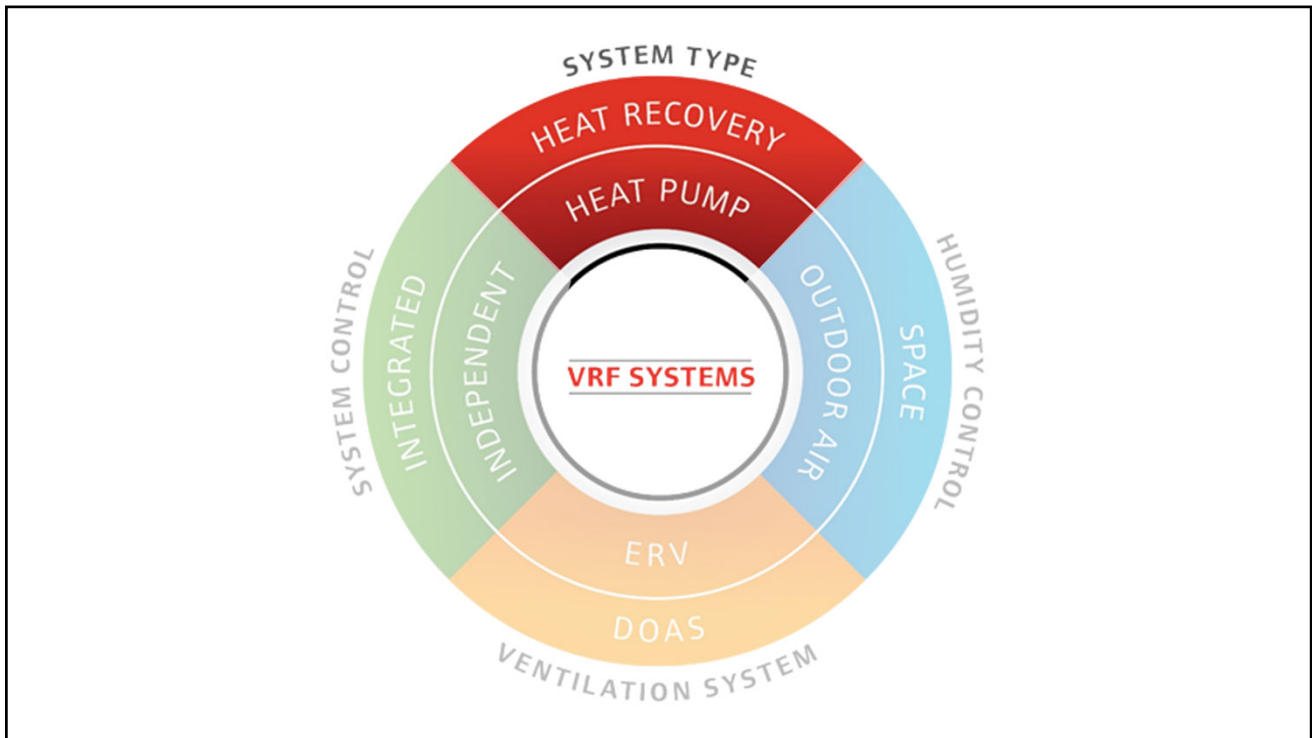 SYSTEM TYPE
HEAT RECOVERY
HEAT PUMP
SYSTEM CONTROL
INTEGRATED
INDEPENDENT
VRF SYSTEMS
OUTDOOR AIR
SPACE
HUMIDITY CONTROL
ERV
DOAS
VENTILATION SYSTEM